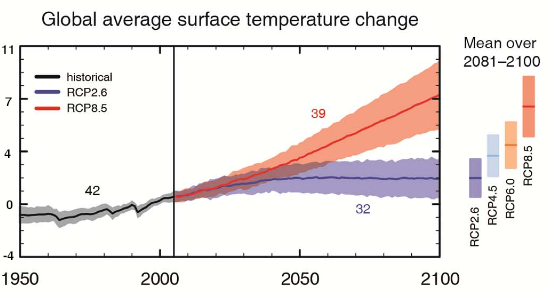 Global average surface temperature change
Mean over
2081–2100
11
7
4
0
-4
historical
RCP2.6
RCP8.5
39
42
32
1950
2000
2050
2100
RCP2.6
RCP4.5
RCP6.0
RCP8.5